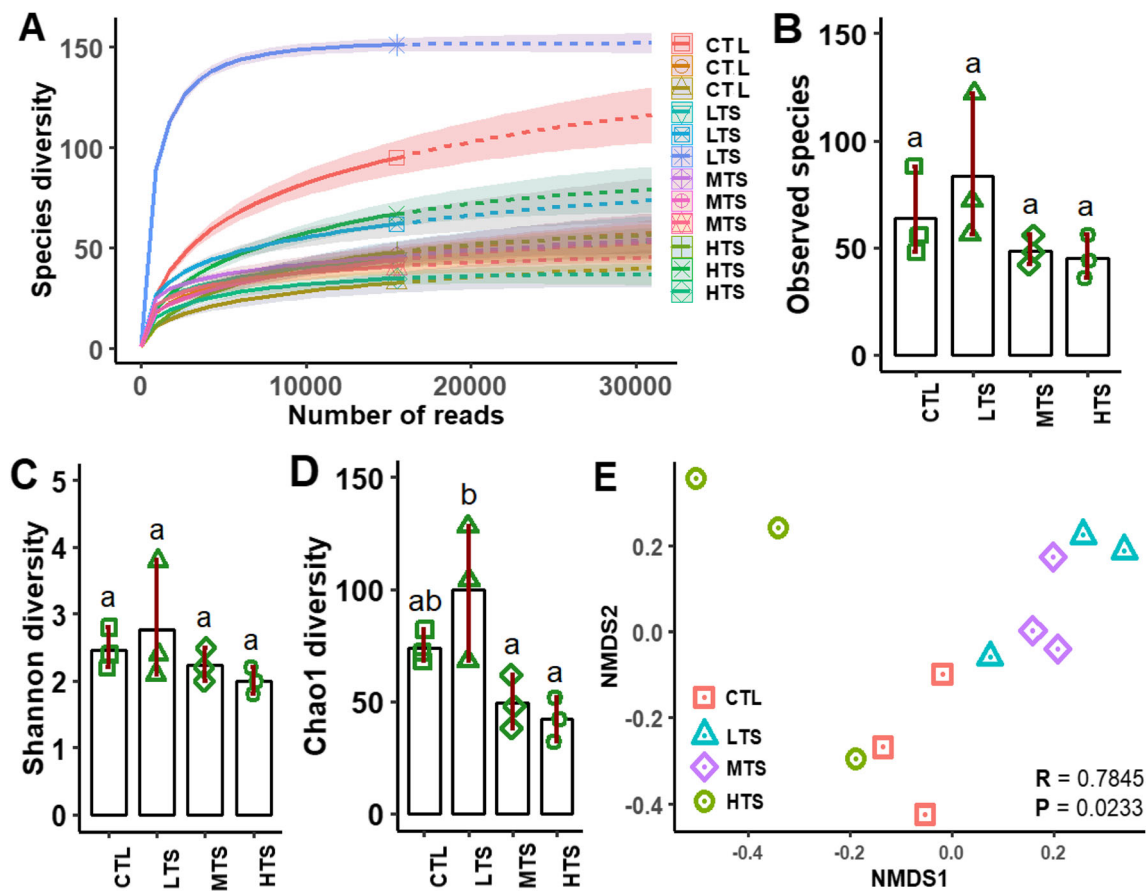 A
150
100
50
0
Species diversity
0
10000
20000
30000
Number of reads
CTL
CTL
CTL
LTS
LTS
LTS
MTS
MTS
MTS
HTS
HTS
HTS
B
150
100
50
0
Observed species
a
a
a
a
CTL
LTS
MTS
HTS
C
5
4
3
2
1
0
Shannon diversity
a
a
a
a
CTL
LTS
MTS
HTS
D
150
100
50
0
Chao1 diversity
ab
b
a
a
CTL
LTS
MTS
HTS
E
0.2
0.0
-0.2
-0.4
NMDS2
CTL
LTS
MTS
HTS
R = 0.7845
P = 0.0233
-0.4
-0.2
0.0
0.2
NMDS1